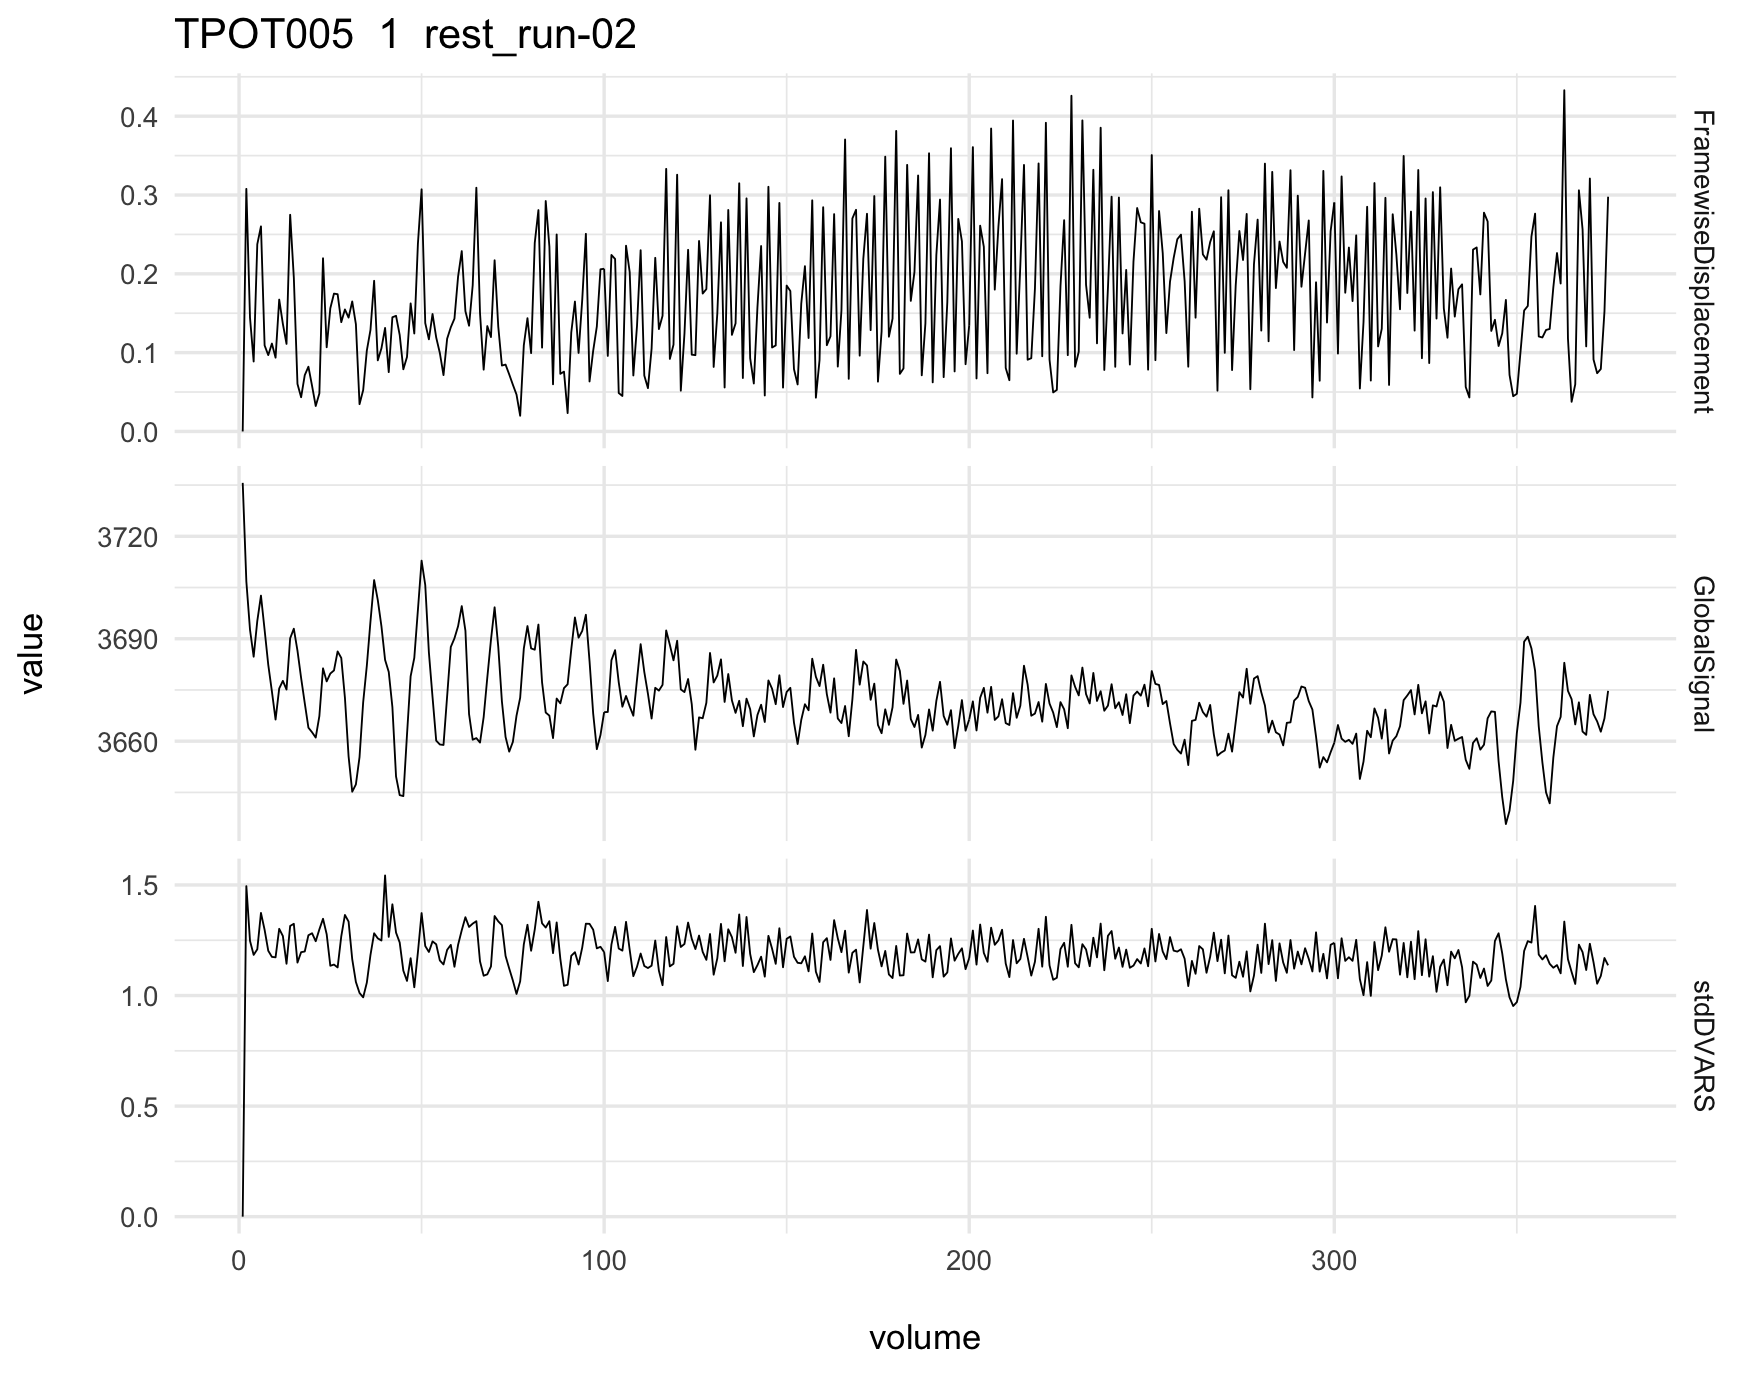 TPOT005 1 rest_run-02
0.4
0.3
0.2
0.1
0.0
FramewiseDisplacement
3720
3690
3660
GlobalSignal
value
1.5
1.0
0.5
0.0
stdDVARS
0 100 200 300
volume